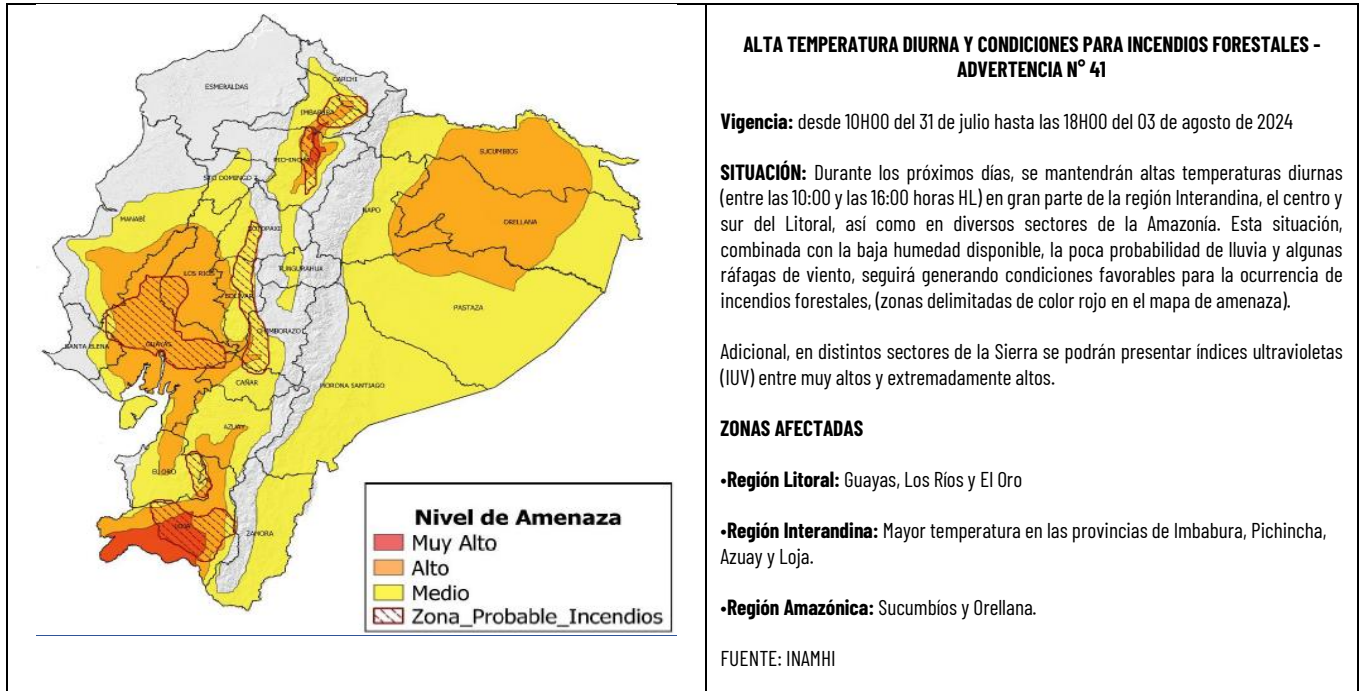 ESMERALDAS
CARCHI
IMBABURA
PICHINCHA
SUCUMBIOS
STO DOMINGO T
MANABÍ
NAPO
ORELLANA
COTOPAXI
TUNGURAHUA
LOS RIOS
BOLIVAR
PASTAZA
CHIMBORAZO
SANTA ELENA
GUAYAS
CAÑAR
MORONA SANTIAGO
AZUAY
EL ORO
LOJA
ZAMORA
Nivel de Amenaza
Muy Alto
Alto
Medio
Zona_Probable_Incendios
ALTA TEMPERATURA DIURNA Y CONDICIONES PARA INCENDIOS FORESTALES -
ADVERTENCIA N° 41
Vigencia: desde 10H00 del 31 de julio hasta las 18H00 del 03 de agosto de 2024
SITUACIÓN: Durante los próximos días, se mantendrán altas temperaturas diurnas
(entre las 10:00 y las 16:00 horas HL) en gran parte de la región Interandina, el centro y
sur del Litoral, así como en diversos sectores de la Amazonía. Esta situación,
combinada con la baja humedad disponible, la poca probabilidad de lluvia y algunas
ráfagas de viento, seguirá generando condiciones favorables para la ocurrencia de
incendios forestales, (zonas delimitadas de color rojo en el mapa de amenaza).
Adicional, en distintos sectores de la Sierra se podrán presentar índices ultravioletas
(IUV) entre muy altos y extremadamente altos.
ZONAS AFECTADAS
•Región Litoral: Guayas, Los Ríos y El Oro
•Región Interandina: Mayor temperatura en las provincias de Imbabura, Pichincha,
Azuay y Loja.
•Región Amazónica: Sucumbíos y Orellana.
FUENTE: INAMHI